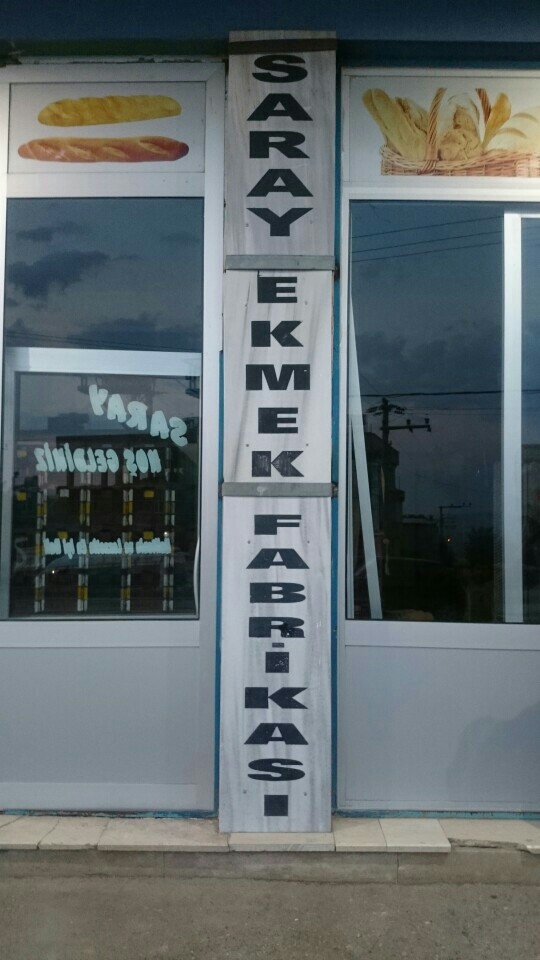 SARAY
EKMEK
FABRİKASI
SARAY
HOŞ GELDİNİZ